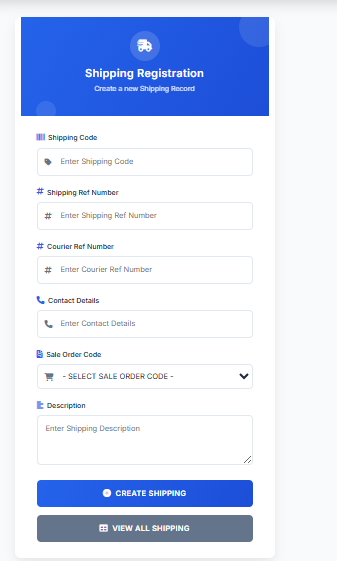 Shipping Registration
Create a new Shipping Record
Shipping Code
Enter Shipping Code
# Shipping Ref Number
# Enter Shipping Ref Number
# Courier Ref Number
# Enter Courier Ref Number
Contact Details
Enter Contact Details
Sale Order Code
- SELECT SALE ORDER CODE -
Description
Enter Shipping Description
CREATE SHIPPING
VIEW ALL SHIPPING